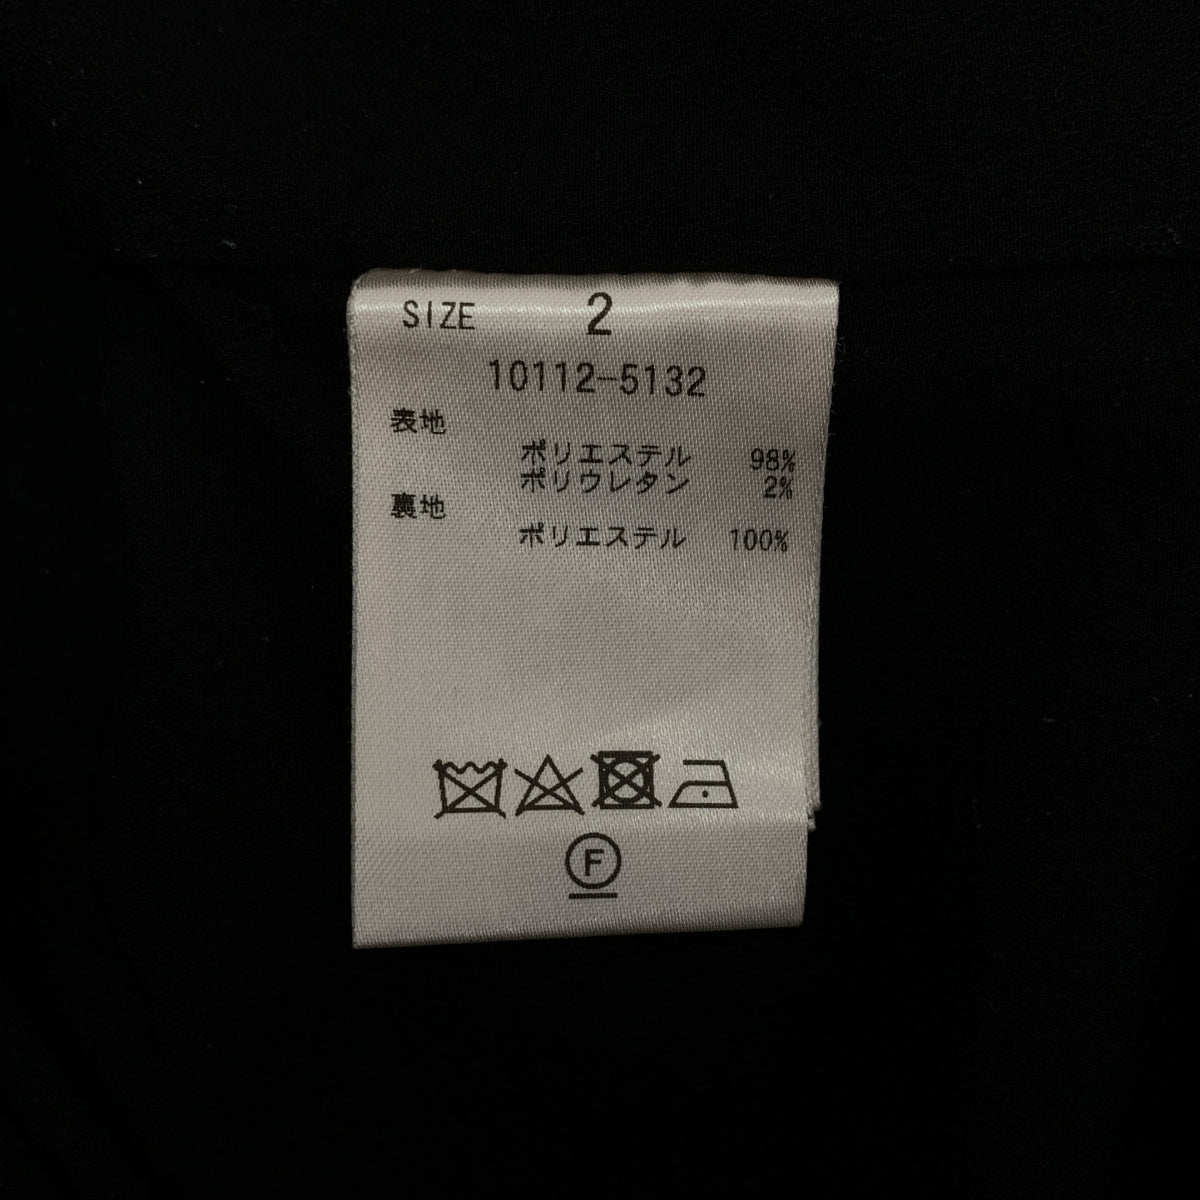 SIZE 2
10112-5132
表地
ポリエステル 98%
ポリウレタン 2%
裏地
ポリエステル 100%
F